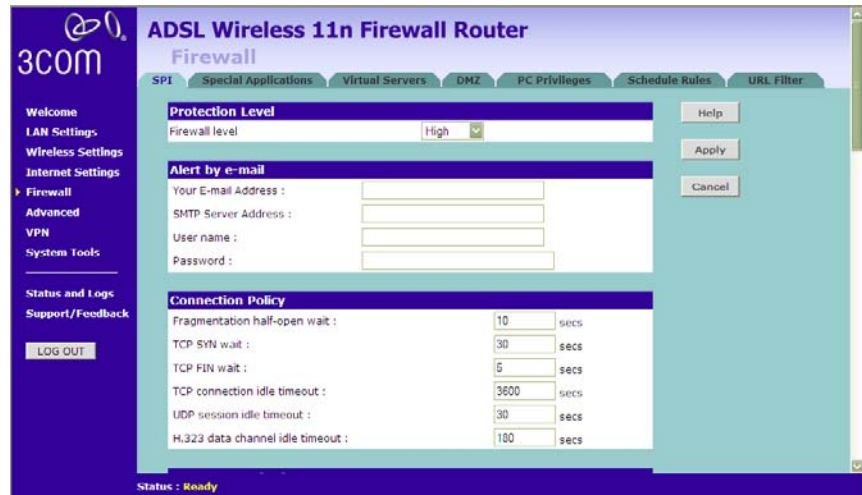 3COM
ADSL Wireless 11n Firewall Router
Firewall
SPI Special Applications Virtual Servers DMZ PC Privileges Schedule Rules URL Filter
Welcome
LAN Settings
Wireless Settings
Internet Settings
Firewall
Advanced
VPN
System Tools
Status and Logs
Support/Feedback
LOG OUT
Protection Level
Firewall level High
Alert by e-mail
Your E-mail Address :
SMTP Server Address :
User name :
Password :
Connection Policy
Fragmentation half-open wait : 10 secs
TCP SYN wait : 30 secs
TCP FIN wait : 5 secs
TCP connection idle timeout : 3600 secs
UDP session idle timeout : 30 secs
H.323 data channel idle timeout : 180 secs
Help
Apply
Cancel
Status : Ready